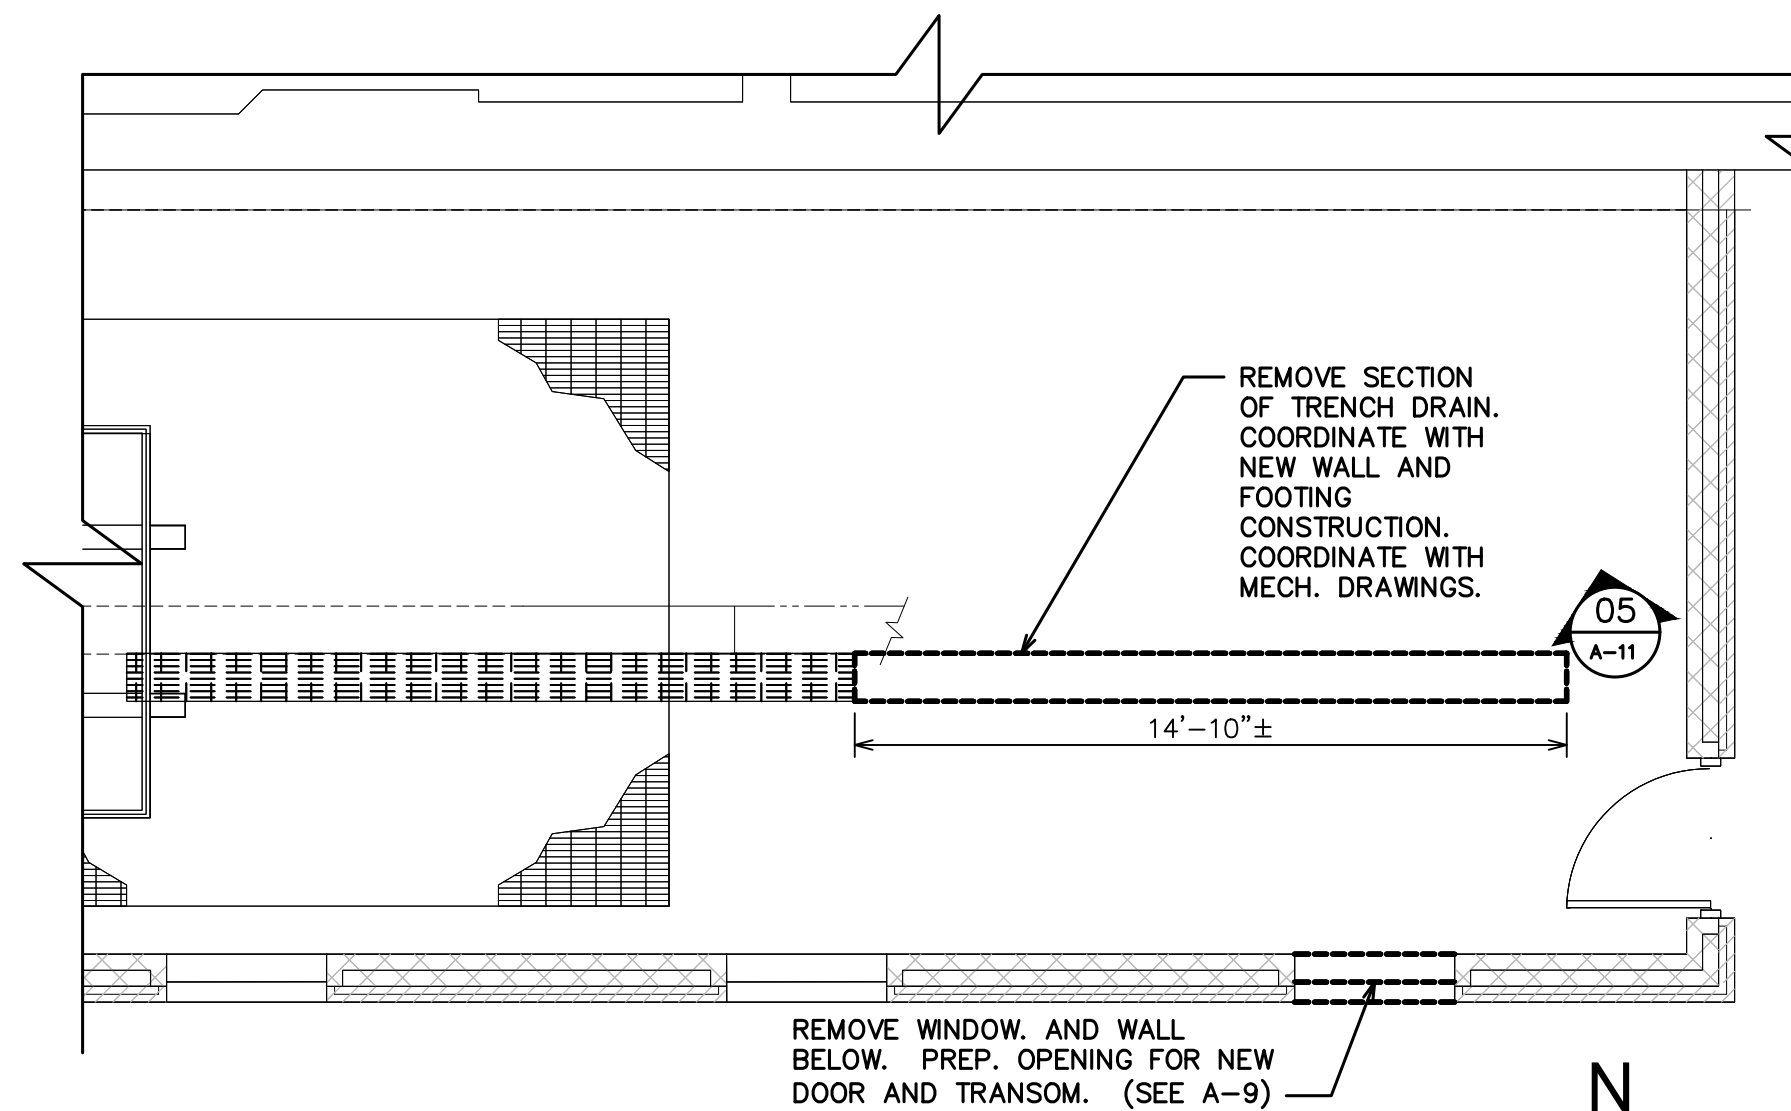 REMOVE SECTION
OF TRENCH DRAIN.
COORDINATE WITH
NEW WALL AND
FOOTING
CONSTRUCTION.
COORDINATE WITH
MECH. DRAWINGS.
05
A-11
14'-10"±
REMOVE WINDOW. AND WALL
BELOW. PREP. OPENING FOR NEW
DOOR AND TRANSOM. (SEE A-9)
N